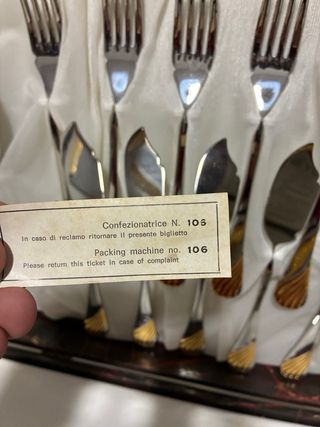 Confezionatrice N. 106
In caso di reclamo ritornare il presente biglietto
Packing machine no. 106
Please return this ticket in case of complaint